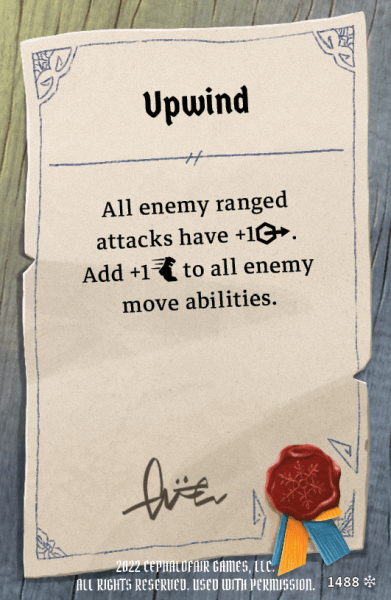 Upwind
All enemy ranged
attacks have +1.
Add +1 to all enemy
move abilities.
2022 CEPHALOFAIR GAMES, LLC.
ALL RIGHTS RESERVED. USED WITH PERMISSION.
1488